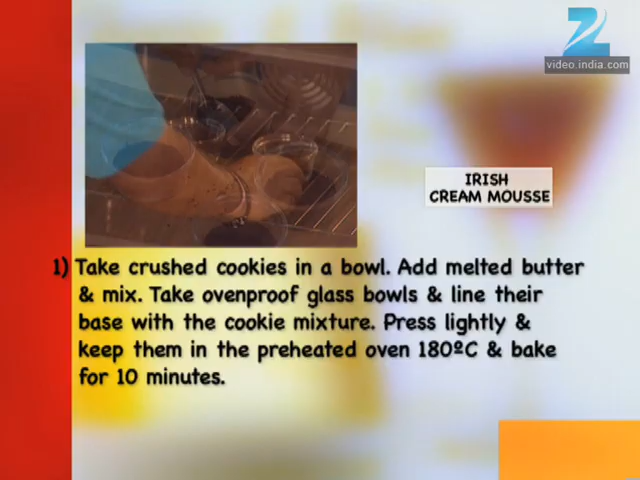 Z
video.india.com
IRISH
CREAM MOUSSE
1) Take crushed cookies in a bowl. Add melted butter
& mix. Take ovenproof glass bowls & line their
base with the cookie mixture. Press lightly &
keep them in the preheated oven 180ºC & bake
for 10 minutes.